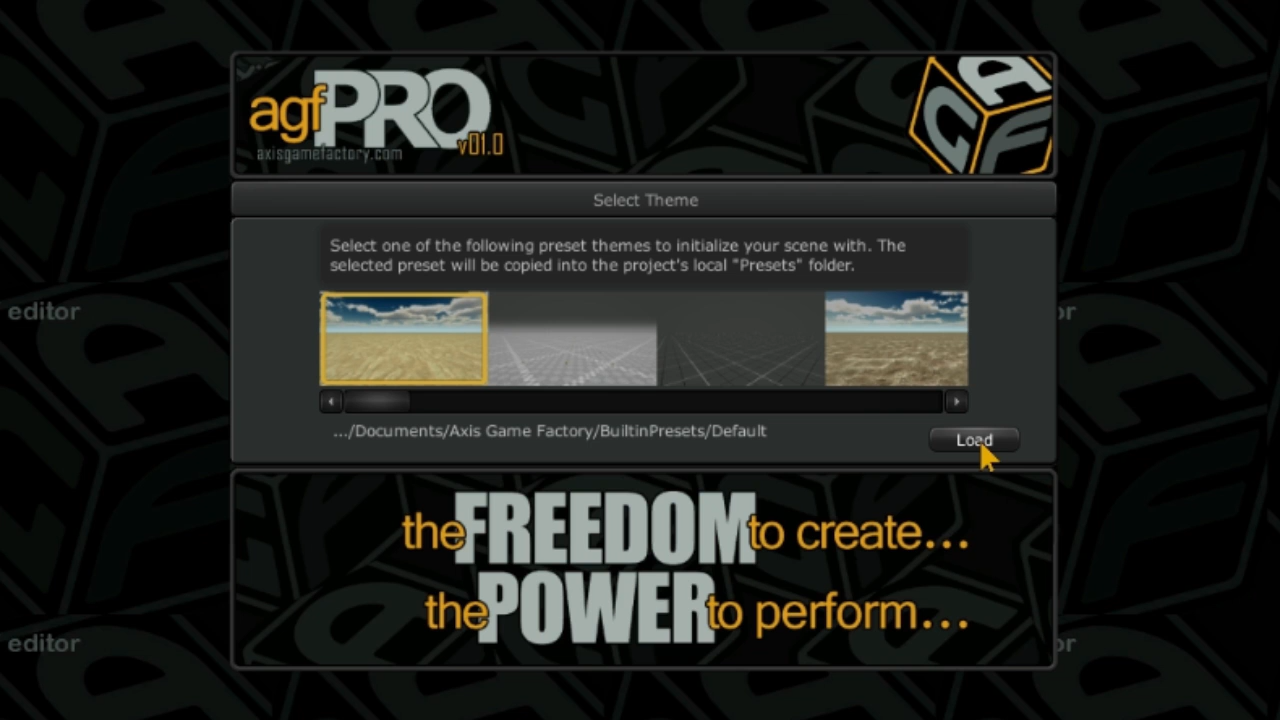 agfPRO
v01.0
axisgamefactory.com
AGF
Select Theme
Select one of the following preset themes to initialize your scene with. The
selected preset will be copied into the project's local "Presets" folder.
editor
.../Documents/Axis Game Factory/BuiltinPresets/Default
Load
the FREEDOM to create...
the POWER to perform...
editor